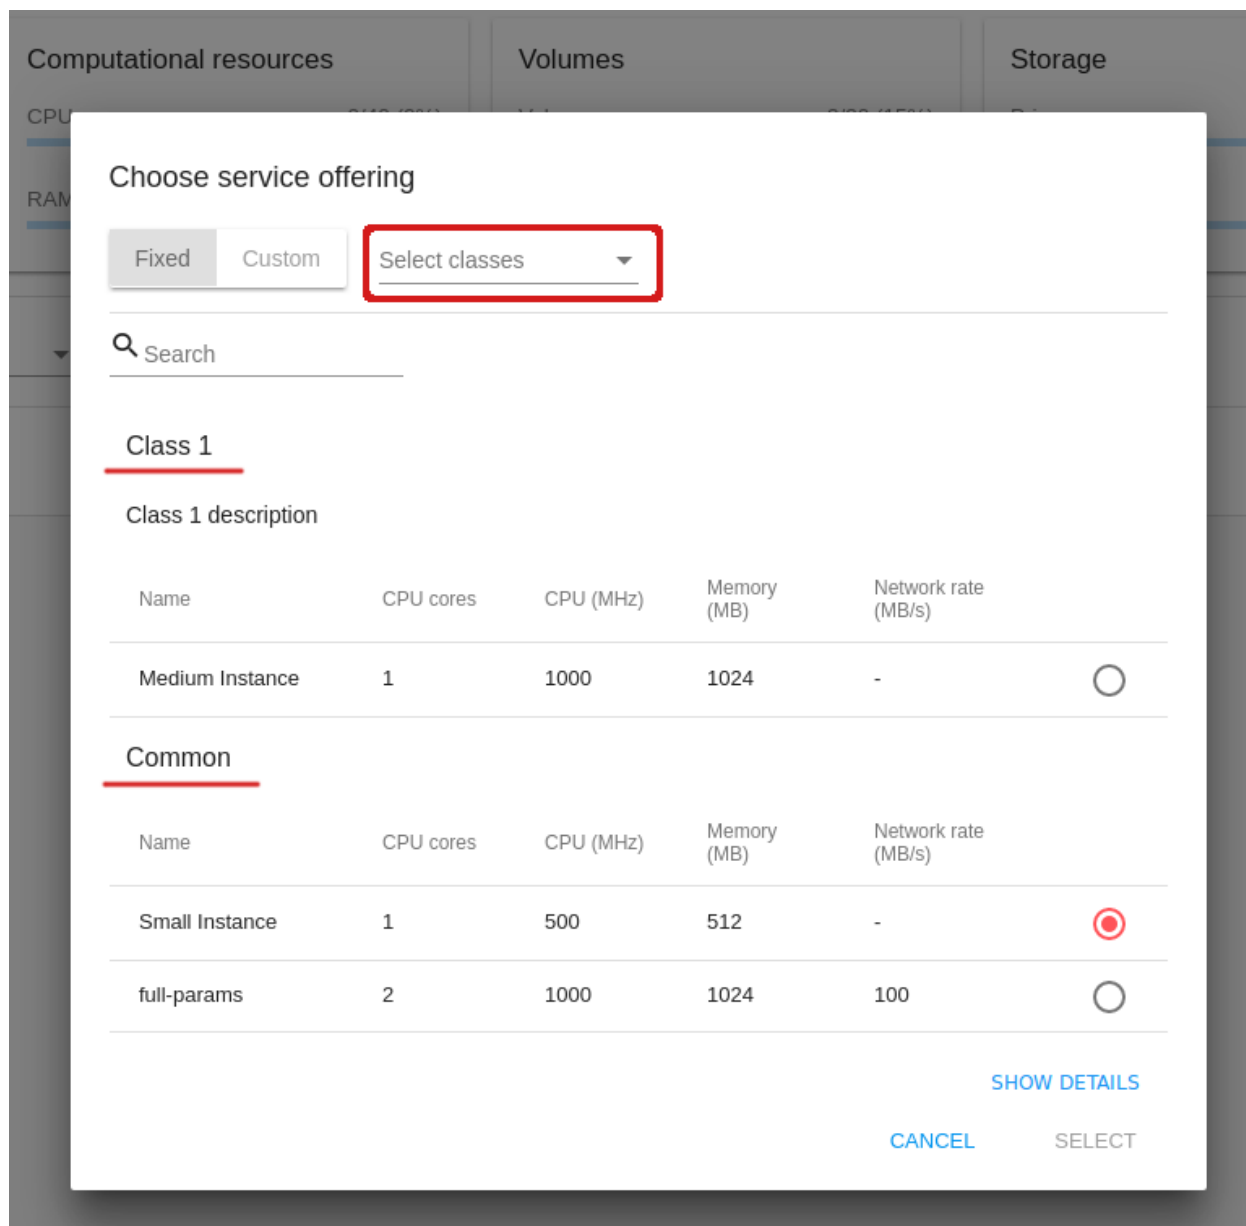 Computational resources
Volumes
Storage
CPU
RAM
Choose service offering
Fixed Custom Select classes
Search
Class 1
Class 1 description
Name CPU cores CPU (MHz) Memory (MB) Network rate (MB/s)
Medium Instance 1 1000 1024 -
Common
Name CPU cores CPU (MHz) Memory (MB) Network rate (MB/s)
Small Instance 1 500 512 -
full-params 2 1000 1024 100
SHOW DETAILS
CANCEL SELECT